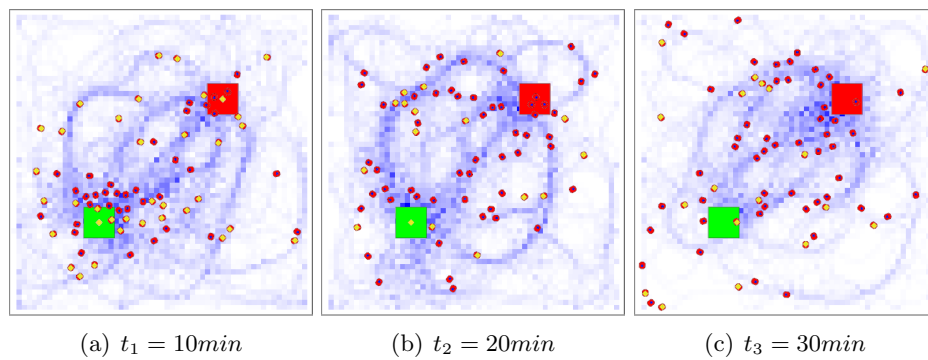 (a) t₁ = 10min
(b) t₂ = 20min
(c) t₃ = 30min